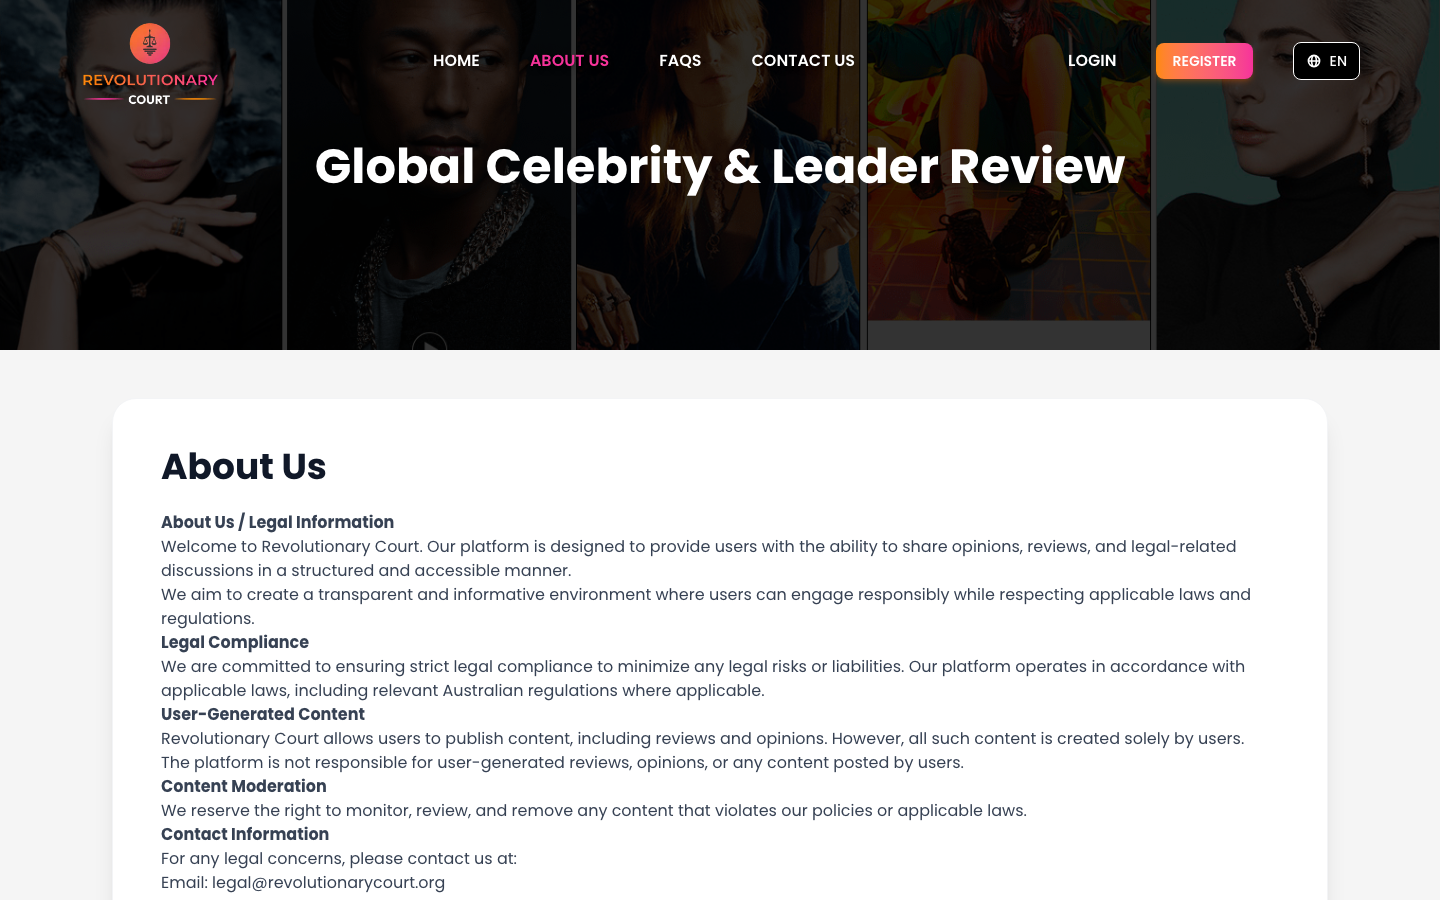 REVOLUTIONARY
COURT
HOME
ABOUT US
FAQS
CONTACT US
LOGIN
REGISTER
EN
Global Celebrity & Leader Review
About Us
About Us / Legal Information
Welcome to Revolutionary Court. Our platform is designed to provide users with the ability to share opinions, reviews, and legal-related
discussions in a structured and accessible manner.
We aim to create a transparent and informative environment where users can engage responsibly while respecting applicable laws and
regulations.
Legal Compliance
We are committed to ensuring strict legal compliance to minimize any legal risks or liabilities. Our platform operates in accordance with
applicable laws, including relevant Australian regulations where applicable.
User-Generated Content
Revolutionary Court allows users to publish content, including reviews and opinions. However, all such content is created solely by users.
The platform is not responsible for user-generated reviews, opinions, or any content posted by users.
Content Moderation
We reserve the right to monitor, review, and remove any content that violates our policies or applicable laws.
Contact Information
For any legal concerns, please contact us at:
Email: legal@revolutionarycourt.org